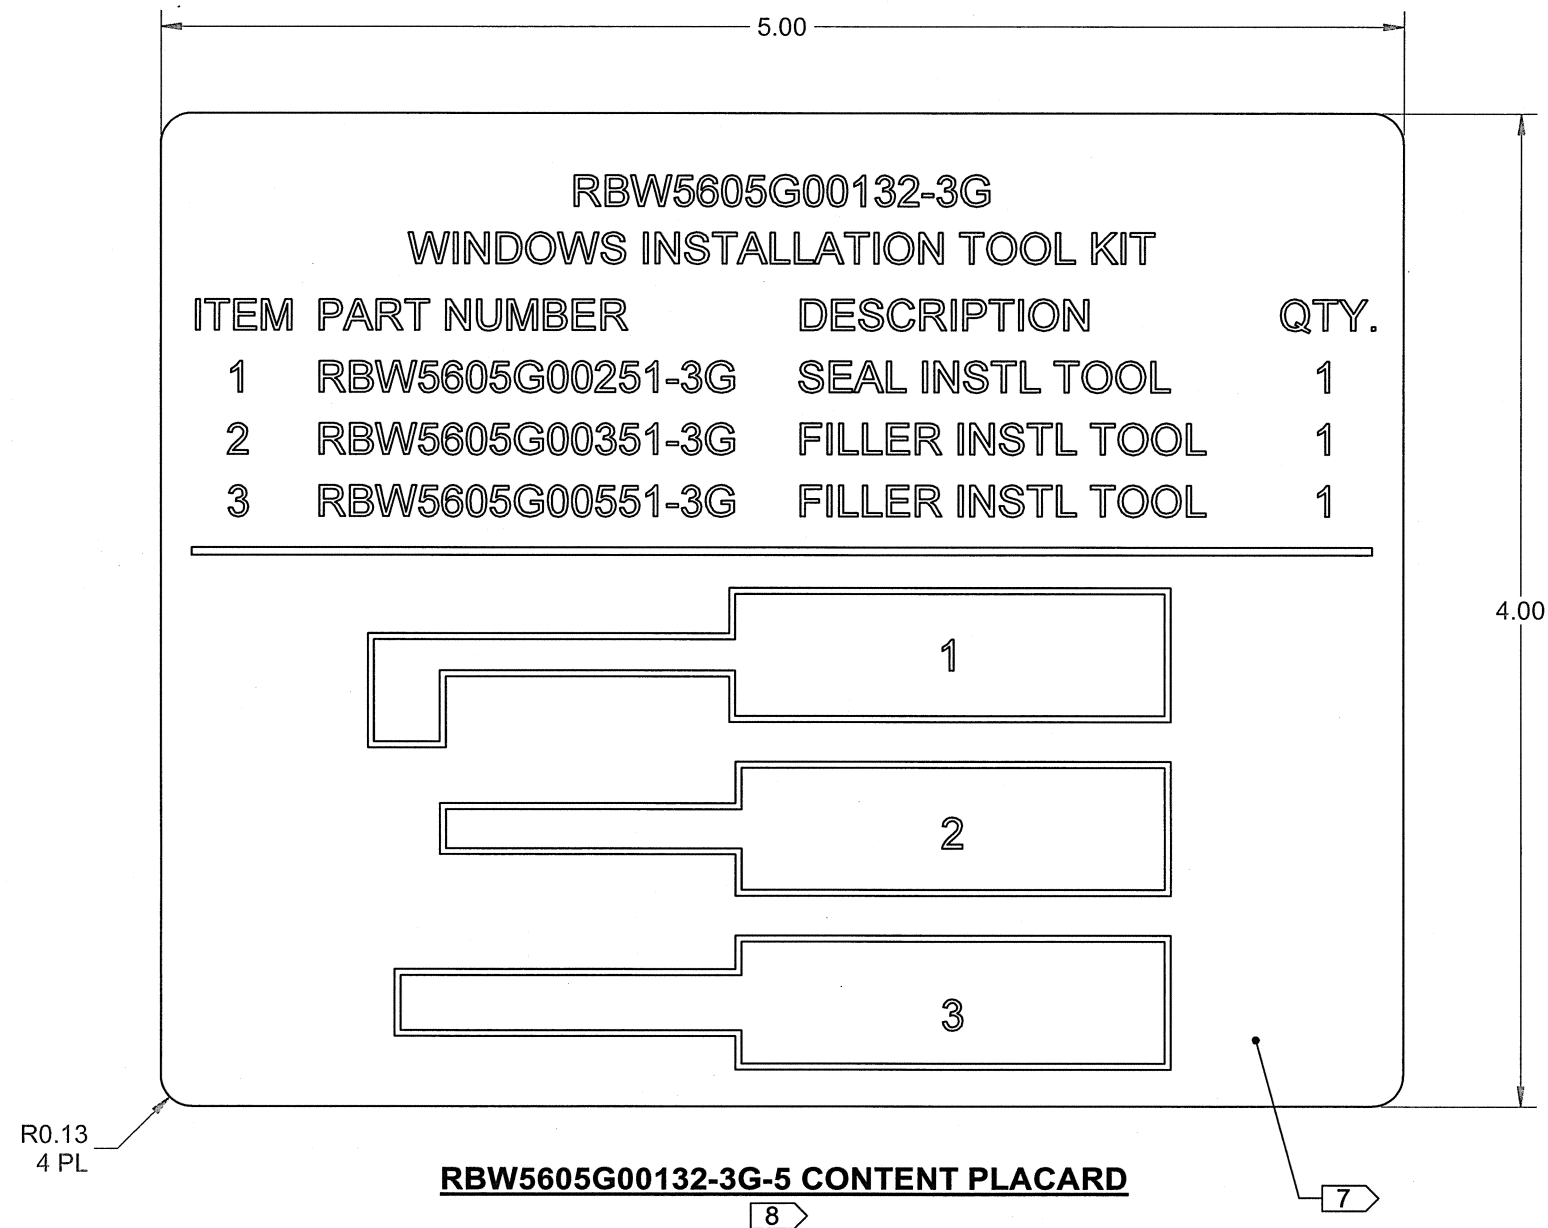 5.00
RBW5605G00132-3G
WINDOWS INSTALLATION TOOL KIT
ITEM PART NUMBER DESCRIPTION QTY.
1 RBW5605G00251-3G SEAL INSTL TOOL 1
2 RBW5605G00351-3G FILLER INSTL TOOL 1
3 RBW5605G00551-3G FILLER INSTL TOOL 1
4.00
1
2
3
R0.13
4 PL
RBW5605G00132-3G-5 CONTENT PLACARD
7
8